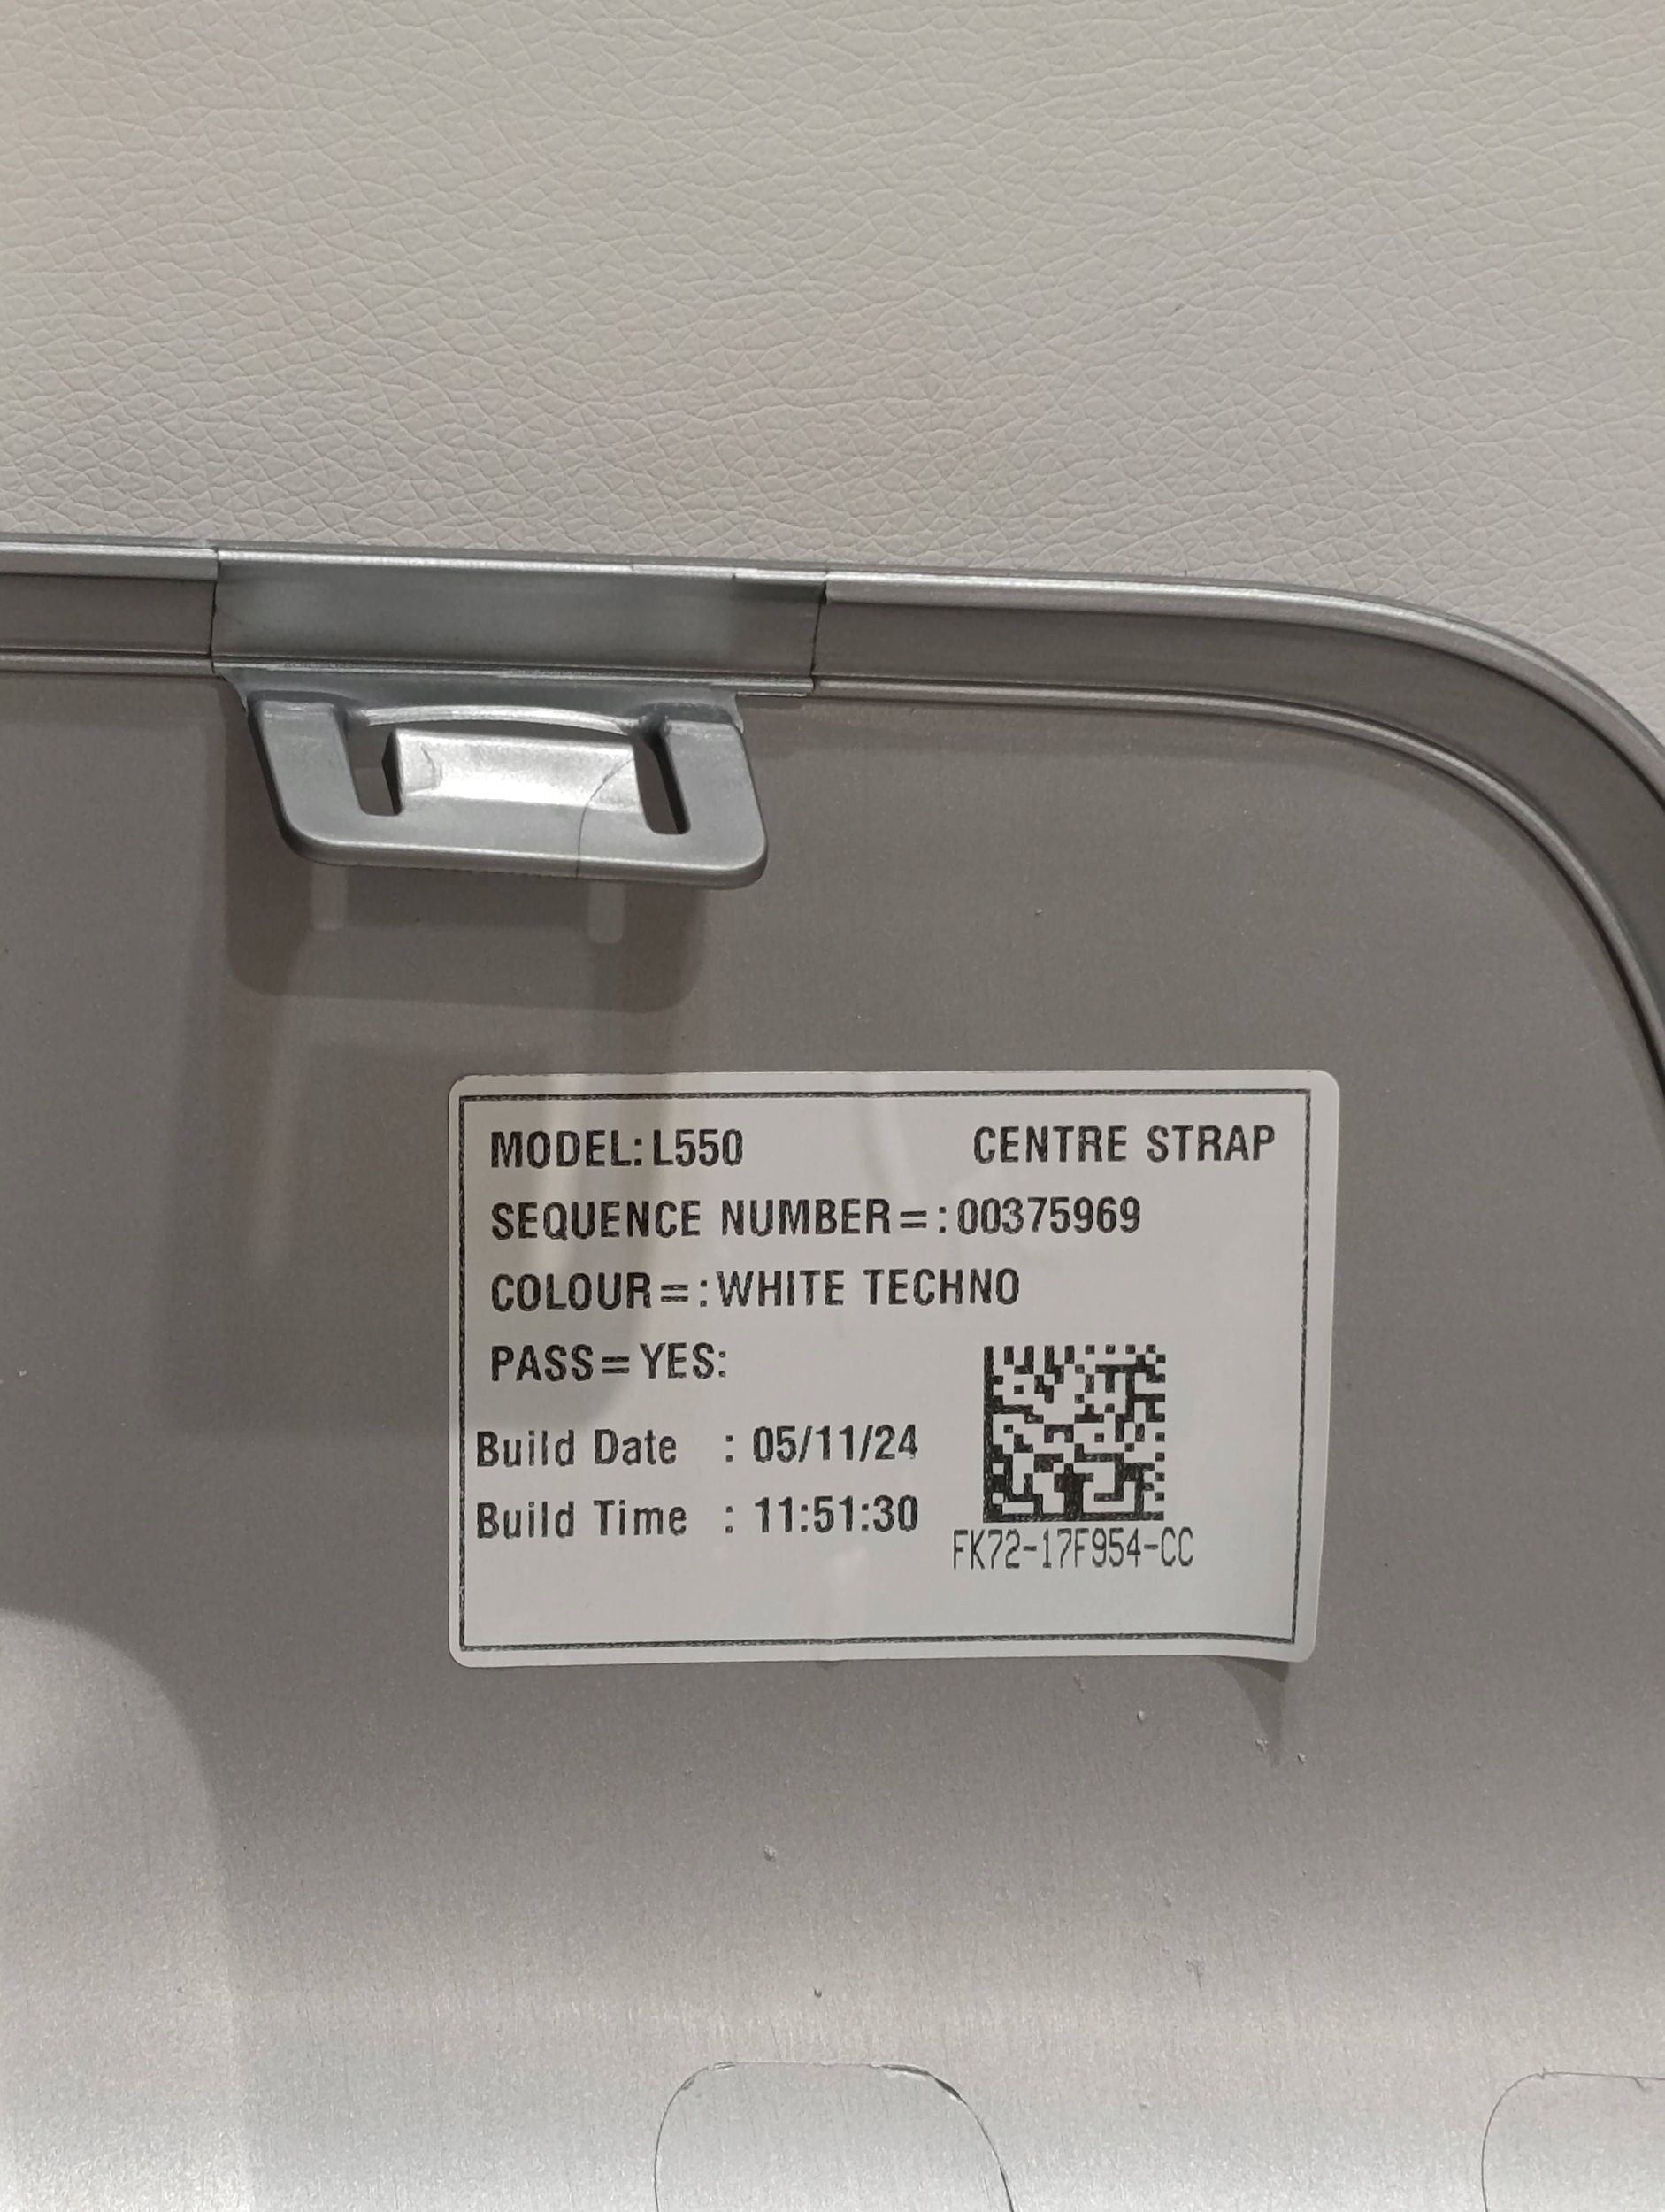 MODEL: L550 CENTRE STRAP
SEQUENCE NUMBER=:00375969
COLOUR=:WHITE TECHNO
PASS=YES:
Build Date : 05/11/24
Build Time : 11:51:30
FK72-17F954-CC